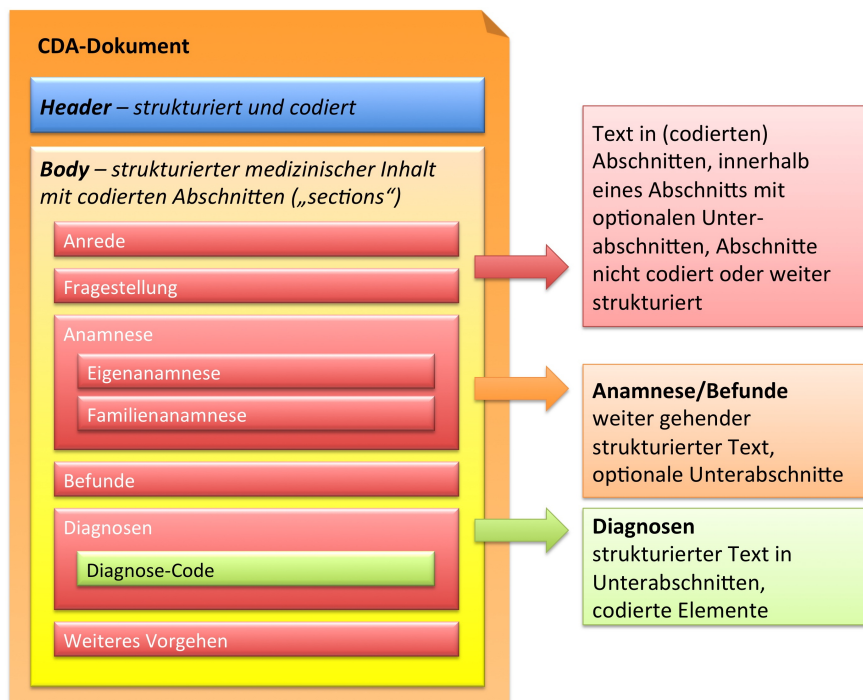 CDA-Dokument
Header – strukturiert und codiert
Body – strukturierter medizinischer Inhalt
mit codierten Abschnitten („sections“)
Anrede
Fragestellung
Anamnese
Eigenanamnese
Familienanamnese
Befunde
Diagnosen
Diagnose-Code
Weiteres Vorgehen
Text in (codierten)
Abschnitten, innerhalb
eines Abschnitts mit
optionalen Unter-
abschnitten, Abschnitte
nicht codiert oder weiter
strukturiert
Anamnese/Befunde
weiter gehender
strukturierter Text,
optionale Unterabschnitte
Diagnosen
strukturierter Text in
Unterabschnitten,
codierte Elemente